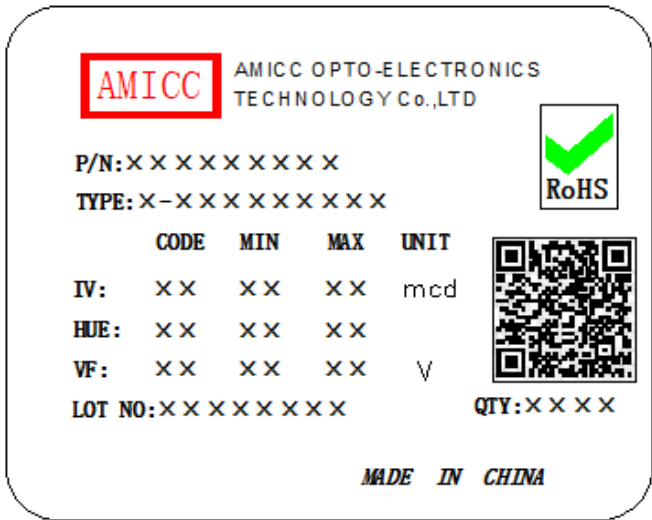 AMICC
AMICC OPTO-ELECTRONICS
TECHNOLOGY Co.,LTD
RoHS
P/N:×××××××××
TYPE:×-×××××××××
CODE MIN MAX UNIT
IV: ×× ×× ×× mcd
HUE: ×× ×× ××
VF: ×× ×× ×× V
LOT NO:××××××××
QTY:××××
MADE IN CHINA